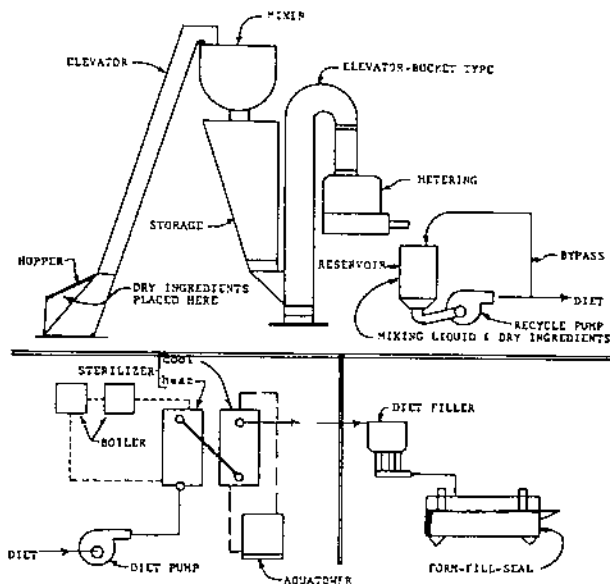 MIXER
ELEVATOR
ELEVATOR-BUCKET TYPE
METERING
STORAGE
HOPPER
DRY INGREDIENTS
PLACED HERE
RESERVOIR
BYPASS
DIET
RECYCLE PUMP
MIXING LIQUID & DRY INGREDIENTS
cool
STERILIZER
heat
BOILER
DIET FILLER
DIET
DIET PUMP
AQUATOWER
FORM-FILL-SEAL